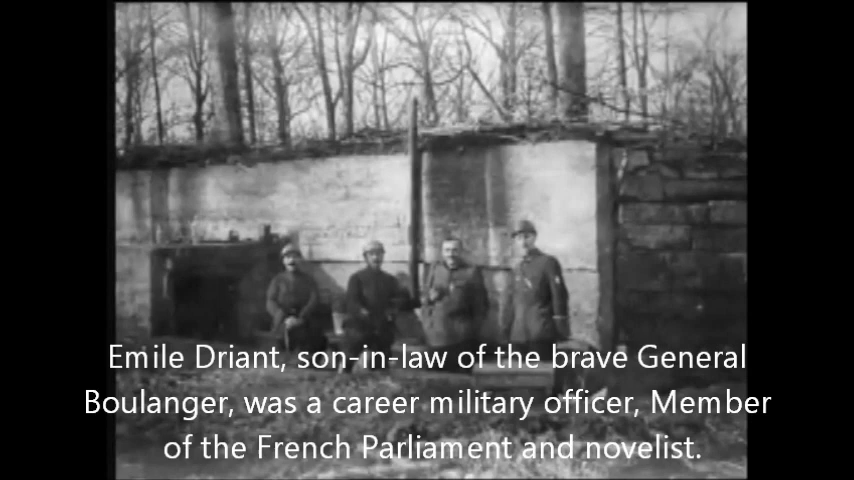 Emile Driant, son-in-law of the brave General
Boulanger, was a career military officer, Member
of the French Parliament and novelist.